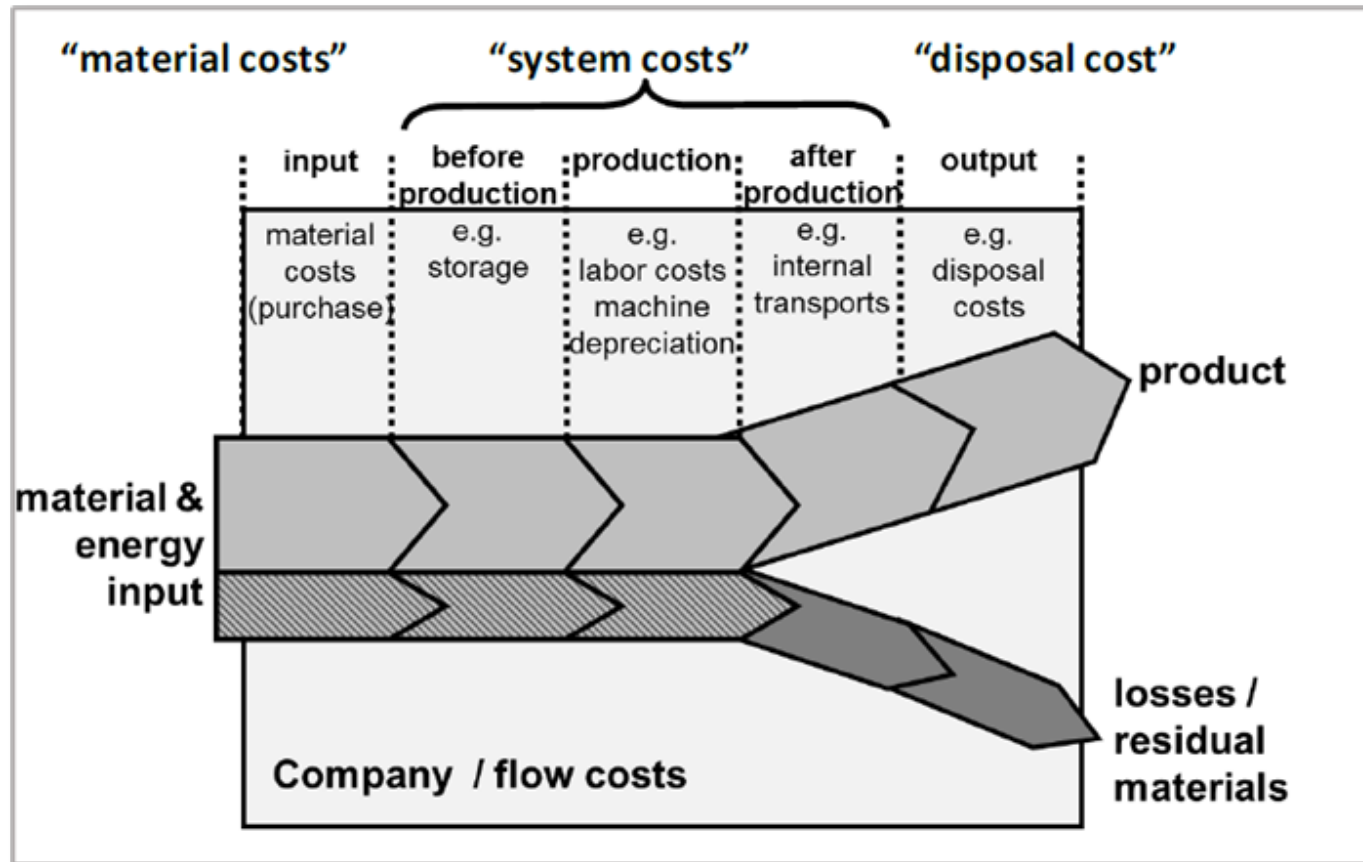 “material costs”
“system costs”
“disposal cost”
input
before
production
production
after
production
output
material
costs
(purchase)
e.g.
storage
e.g.
labor costs
machine
depreciation
e.g.
internal
transports
e.g.
disposal
costs
product
material &
energy
input
losses /
residual
materials
Company / flow costs